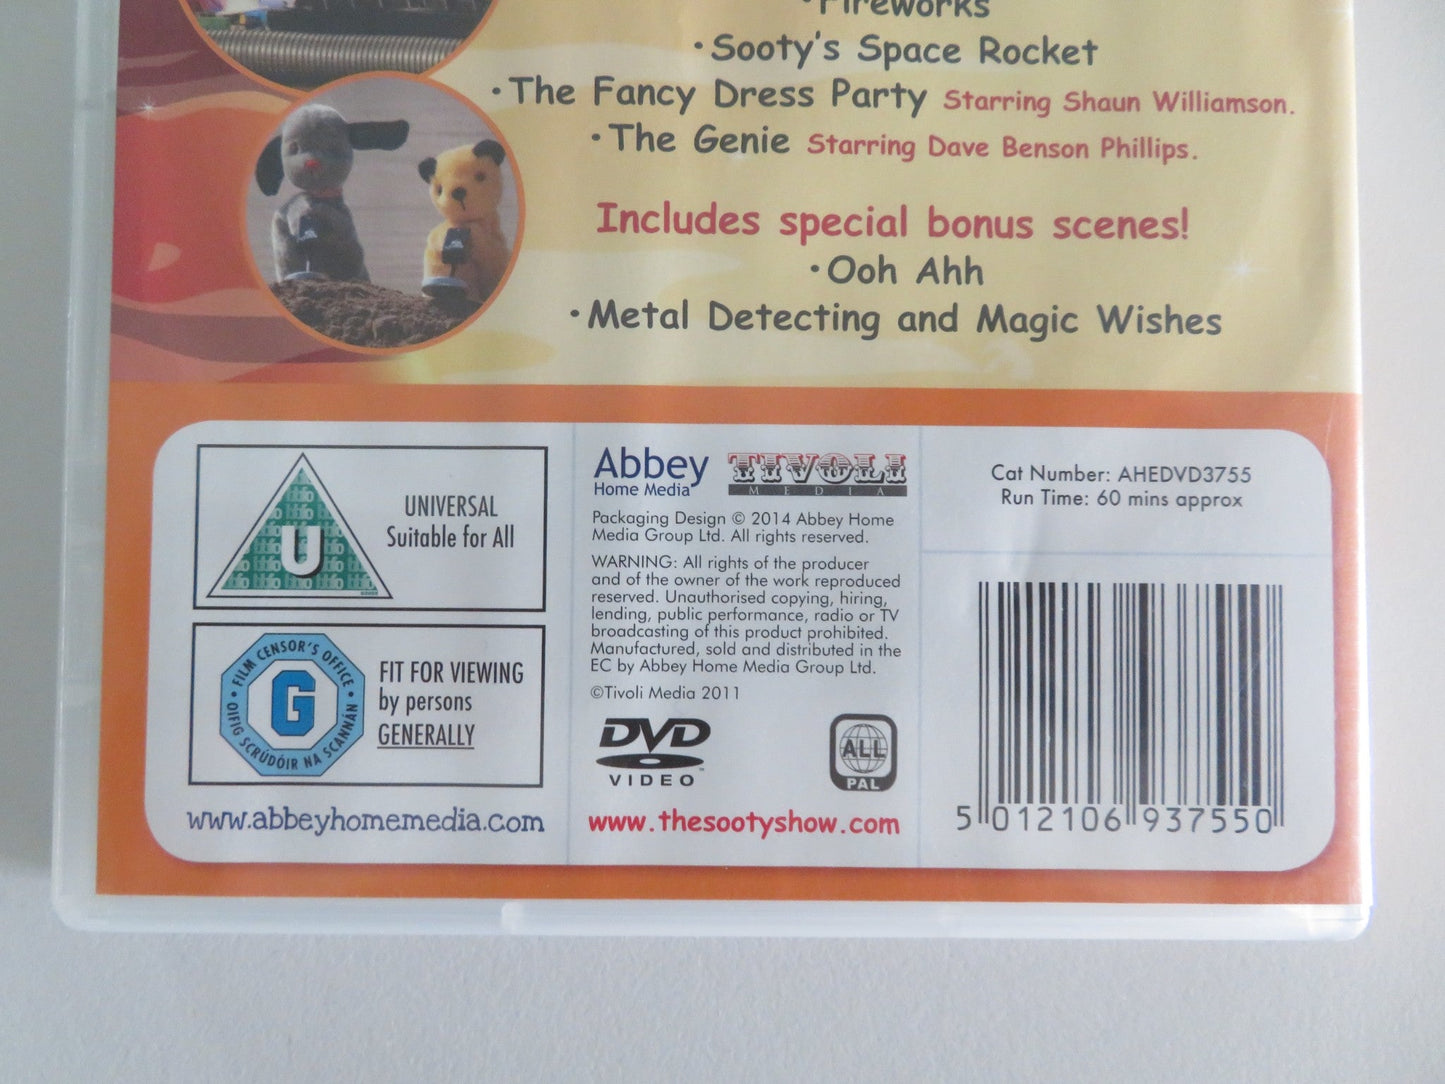 •Fireworks
•Sooty's Space Rocket
•The Fancy Dress Party Starring Shaun Williamson.
•The Genie Starring Dave Benson Phillips.
Includes special bonus scenes!
•Ooh Ahh
•Metal Detecting and Magic Wishes
U
UNIVERSAL
Suitable for All
• FILM CENSOR'S OFFICE •
OIFIG SCRÚDÓIR NA SCANNÁN
G
FIT FOR VIEWING
by persons
GENERALLY
www.abbeyhomemedia.com
Abbey
Home Media
TIVOLI
MEDIA
Packaging Design © 2014 Abbey Home
Media Group Ltd. All rights reserved.
WARNING: All rights of the producer
and of the owner of the work reproduced
reserved. Unauthorised copying, hiring,
lending, public performance, radio or TV
broadcasting of this product prohibited.
Manufactured, sold and distributed in the
EC by Abbey Home Media Group Ltd.
©Tivoli Media 2011
DVD
VIDEO™
ALL
PAL
www.thesootyshow.com
Cat Number: AHEDVD3755
Run Time: 60 mins approx
5 012106 937550